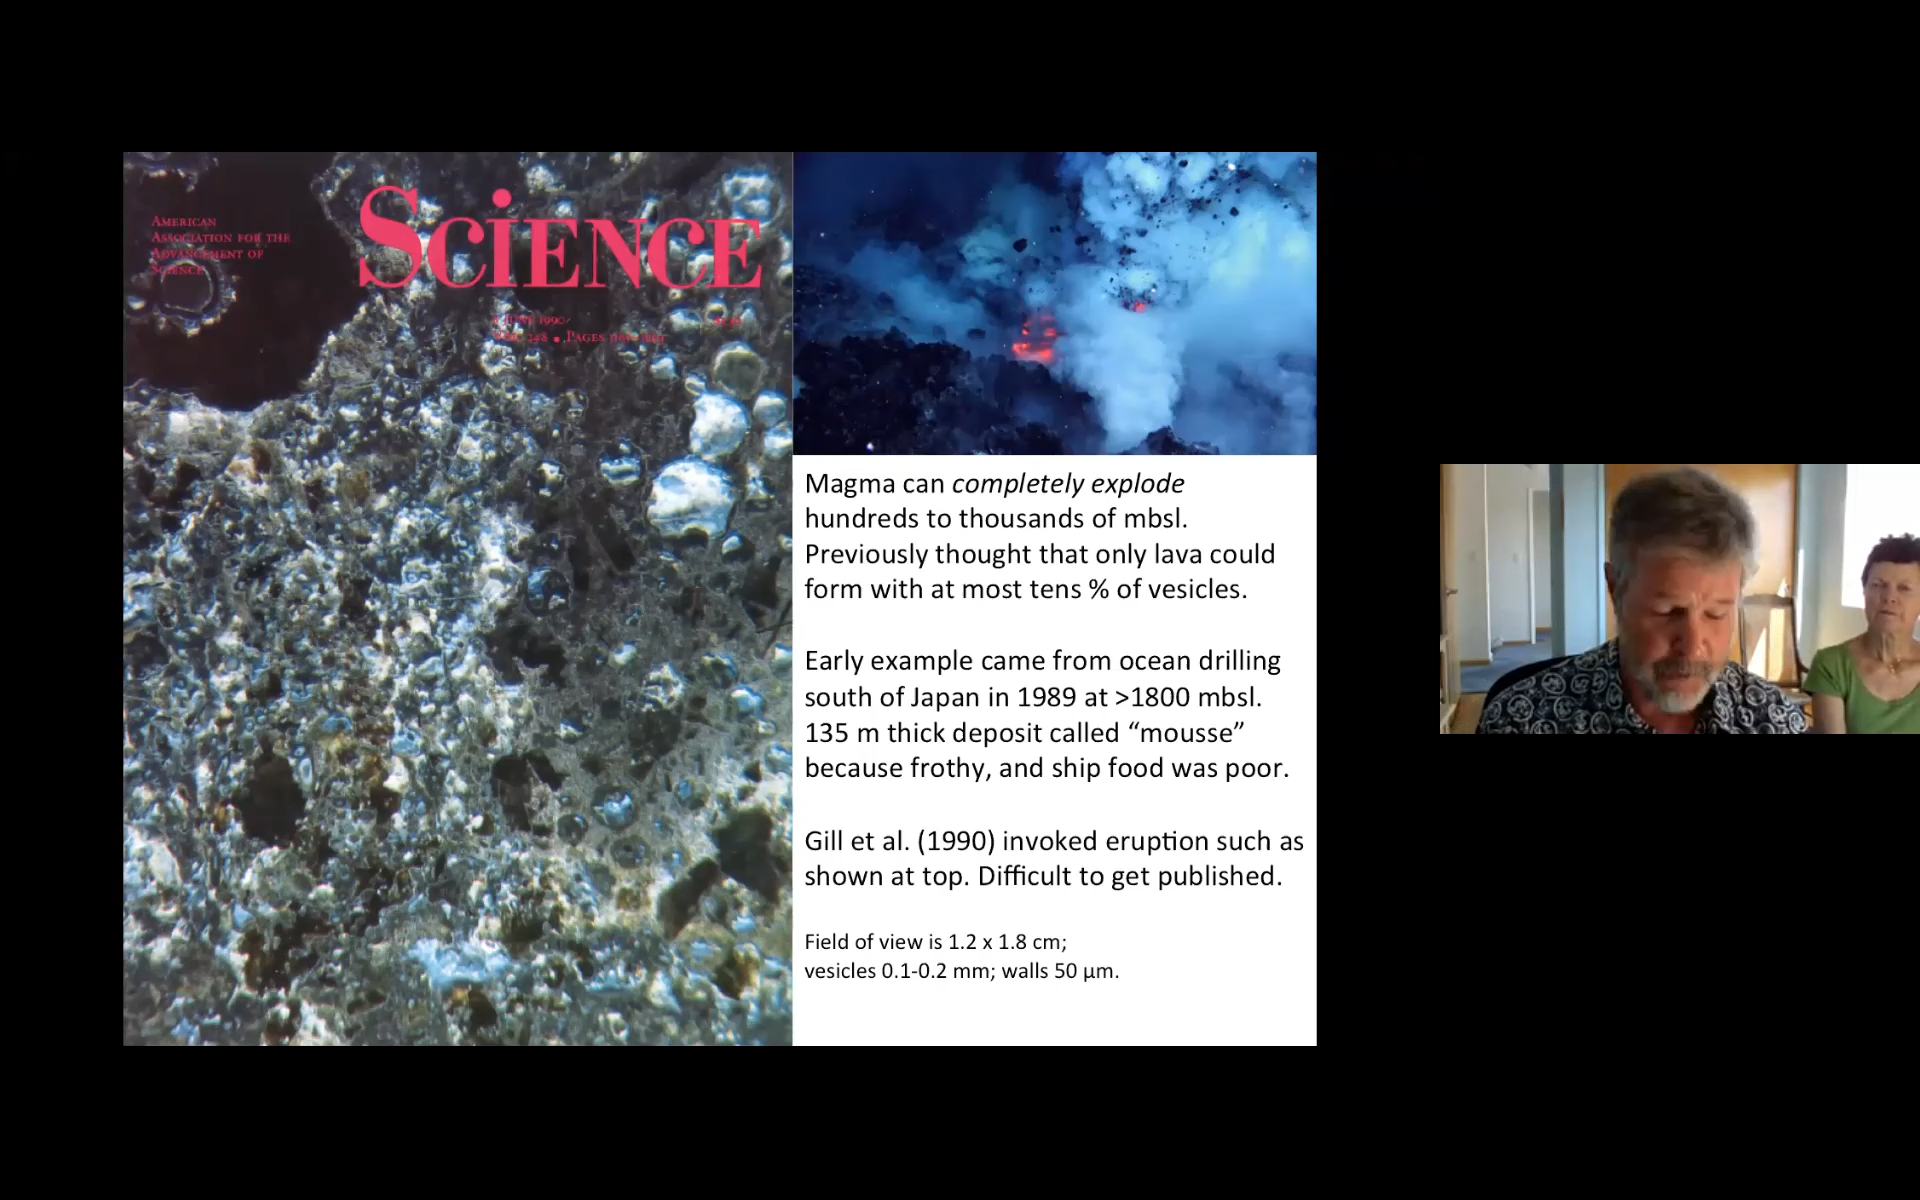 AMERICAN
ASSOCIATION FOR THE
ADVANCEMENT OF
SCIENCE
SCiENCE
JUNE 1990
PAGES
Magma can completely explode
hundreds to thousands of mbsl.
Previously thought that only lava could
form with at most tens % of vesicles.
Early example came from ocean drilling
south of Japan in 1989 at >1800 mbsl.
135 m thick deposit called “mousse”
because frothy, and ship food was poor.
Gill et al. (1990) invoked eruption such as
shown at top. Difficult to get published.
Field of view is 1.2 x 1.8 cm;
vesicles 0.1-0.2 mm; walls 50 µm.